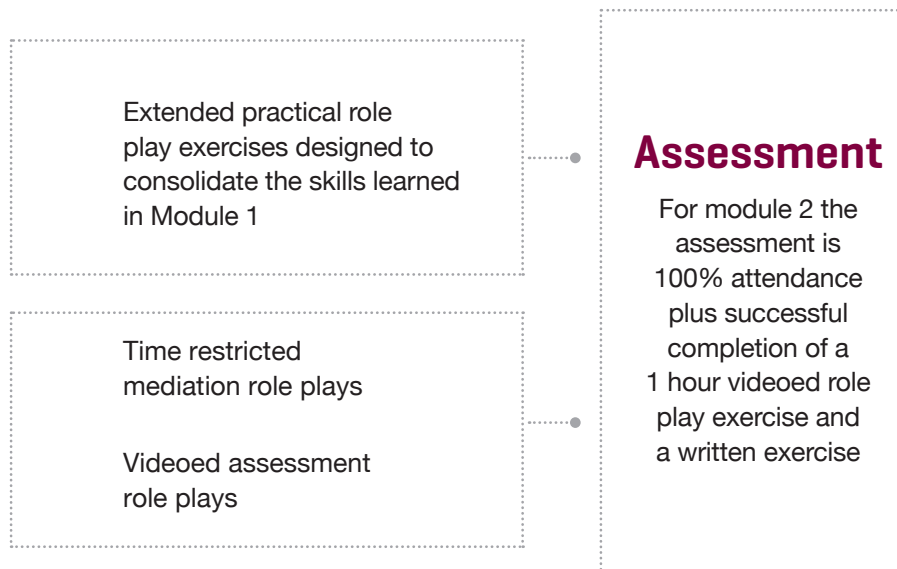 Extended practical role
play exercises designed to
consolidate the skills learned
in Module 1
Time restricted
mediation role plays
Videoed assessment
role plays
Assessment
For module 2 the
assessment is
100% attendance
plus successful
completion of a
1 hour videoed role
play exercise and
a written exercise